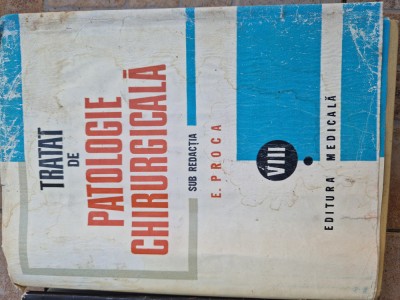 TRATAT
DE
PATOLOGIE
CHIRURGICALĂ
SUB REDACȚIA
E. PROCA
VIII
EDITURA MEDICALĂ